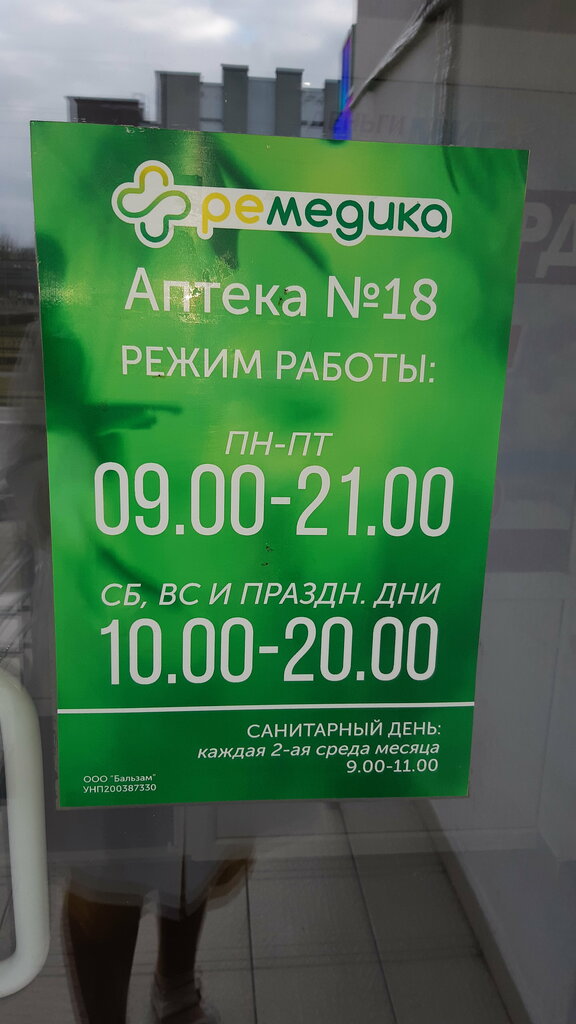 ремедика
Аптека №18
РЕЖИМ РАБОТЫ:
ПН-ПТ
09.00-21.00
СБ, ВС И ПРАЗДН. ДНИ
10.00-20.00
САНИТАРНЫЙ ДЕНЬ:
каждая 2-ая среда месяца
9.00-11.00
ООО "Бальзам"
УНП200387330